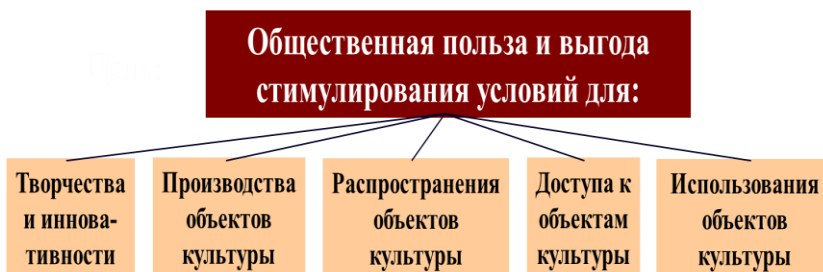 Общественная польза и выгода
стимулирования условий для:
Творчества
и иннова-
тивности
Производства
объектов
культуры
Распространения
объектов
культуры
Доступа к
объектам
культуры
Использования
объектов
культуры